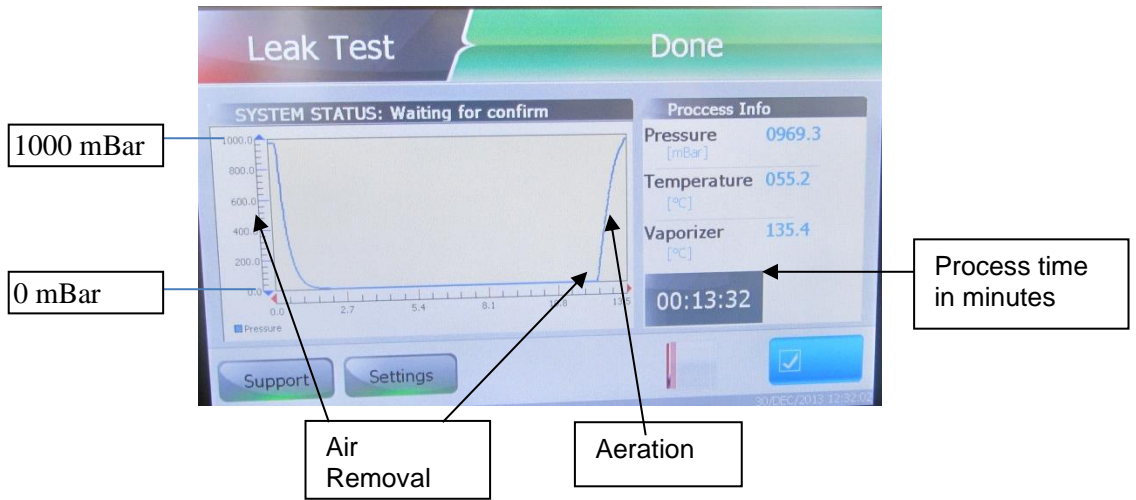 Leak Test
Done
SYSTEM STATUS: Waiting for confirm
Proccess Info
1000 mBar
1000.0
800.0
600.0
400.0
200.0
0.0
0 mBar
0.0 2.7 5.4 8.1 10.8 13.5
Pressure
Pressure 0969.3
[mBar]
Temperature 055.2
[°C]
Vaporizer 135.4
[°C]
00:13:32
Process time
in minutes
Support
Settings
30/DEC/2013 12:32:02
Air
Removal
Aeration